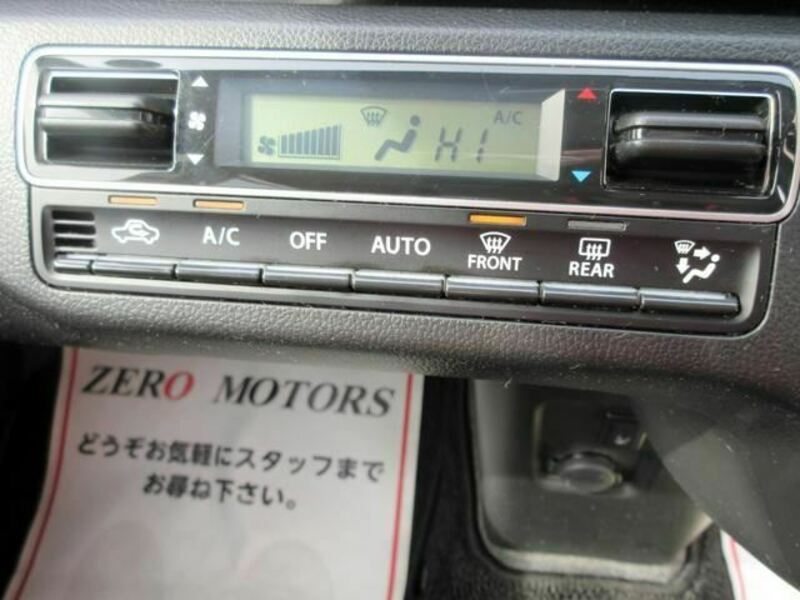 A/C
HI
A/C
OFF
AUTO
FRONT
REAR
ZERO MOTORS
どうぞお気軽にスタッフまで
お尋ね下さい。